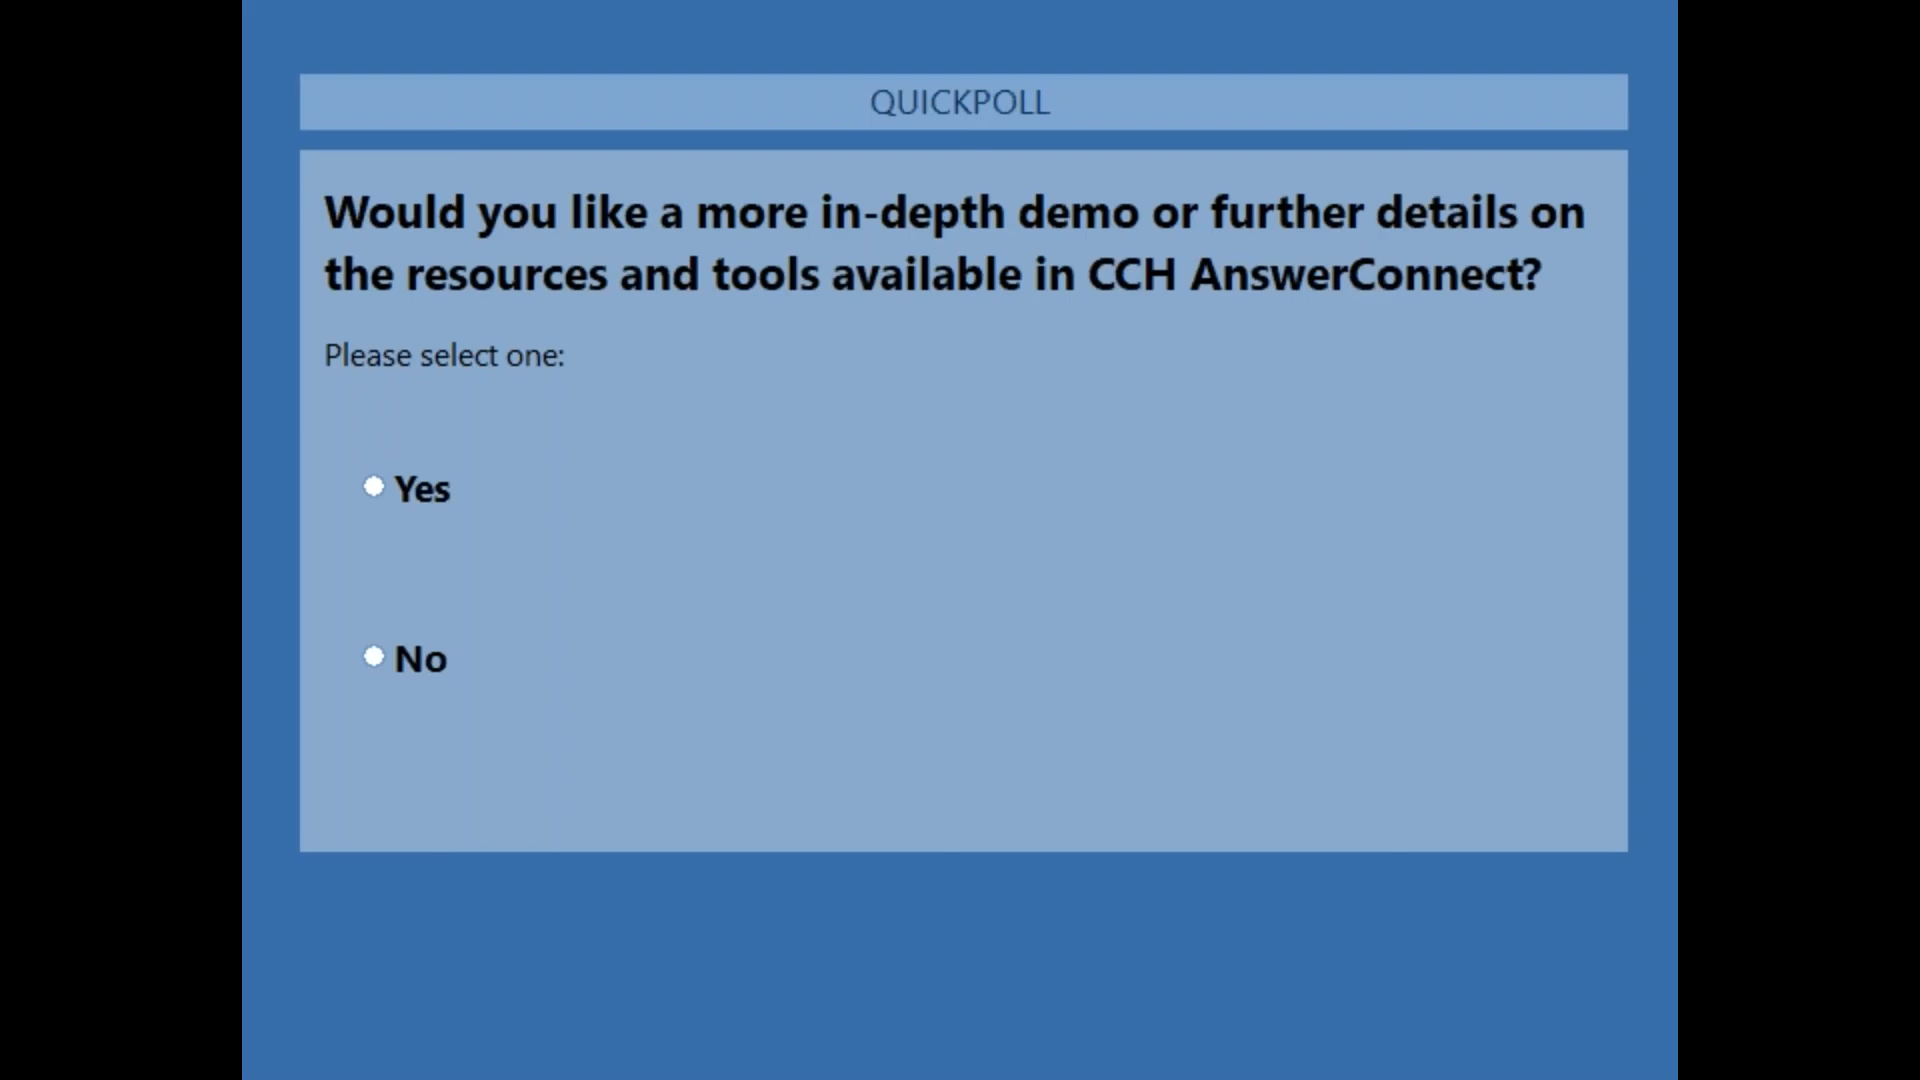 QUICKPOLL
Would you like a more in-depth demo or further details on
the resources and tools available in CCH AnswerConnect?
Please select one:
Yes
No